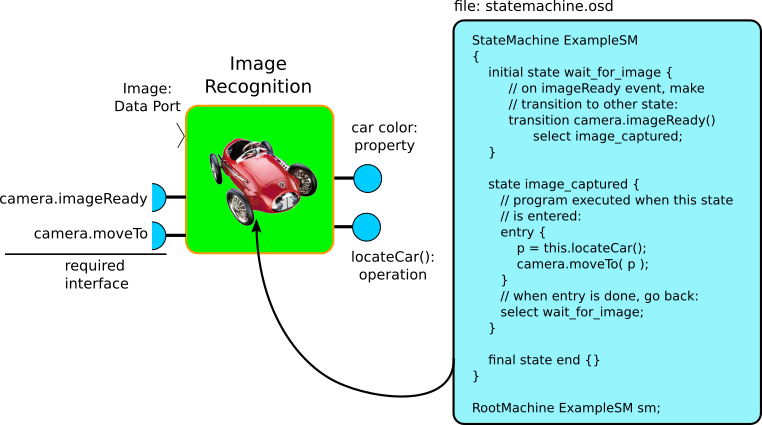 file: statemachine.osd
Image
Recognition
Image:
Data Port
car color:
property
camera.imageReady
camera.moveTo
required
interface
locateCar():
operation
StateMachine ExampleSM
{
initial state wait_for_image {
// on imageReady event, make
// transition to other state:
transition camera.imageReady()
select image_captured;
}
state image_captured {
// program executed when this state
// is entered:
entry {
p = this.locateCar();
camera.moveTo( p );
}
// when entry is done, go back:
select wait_for_image;
}
final state end {}
}
RootMachine ExampleSM sm;